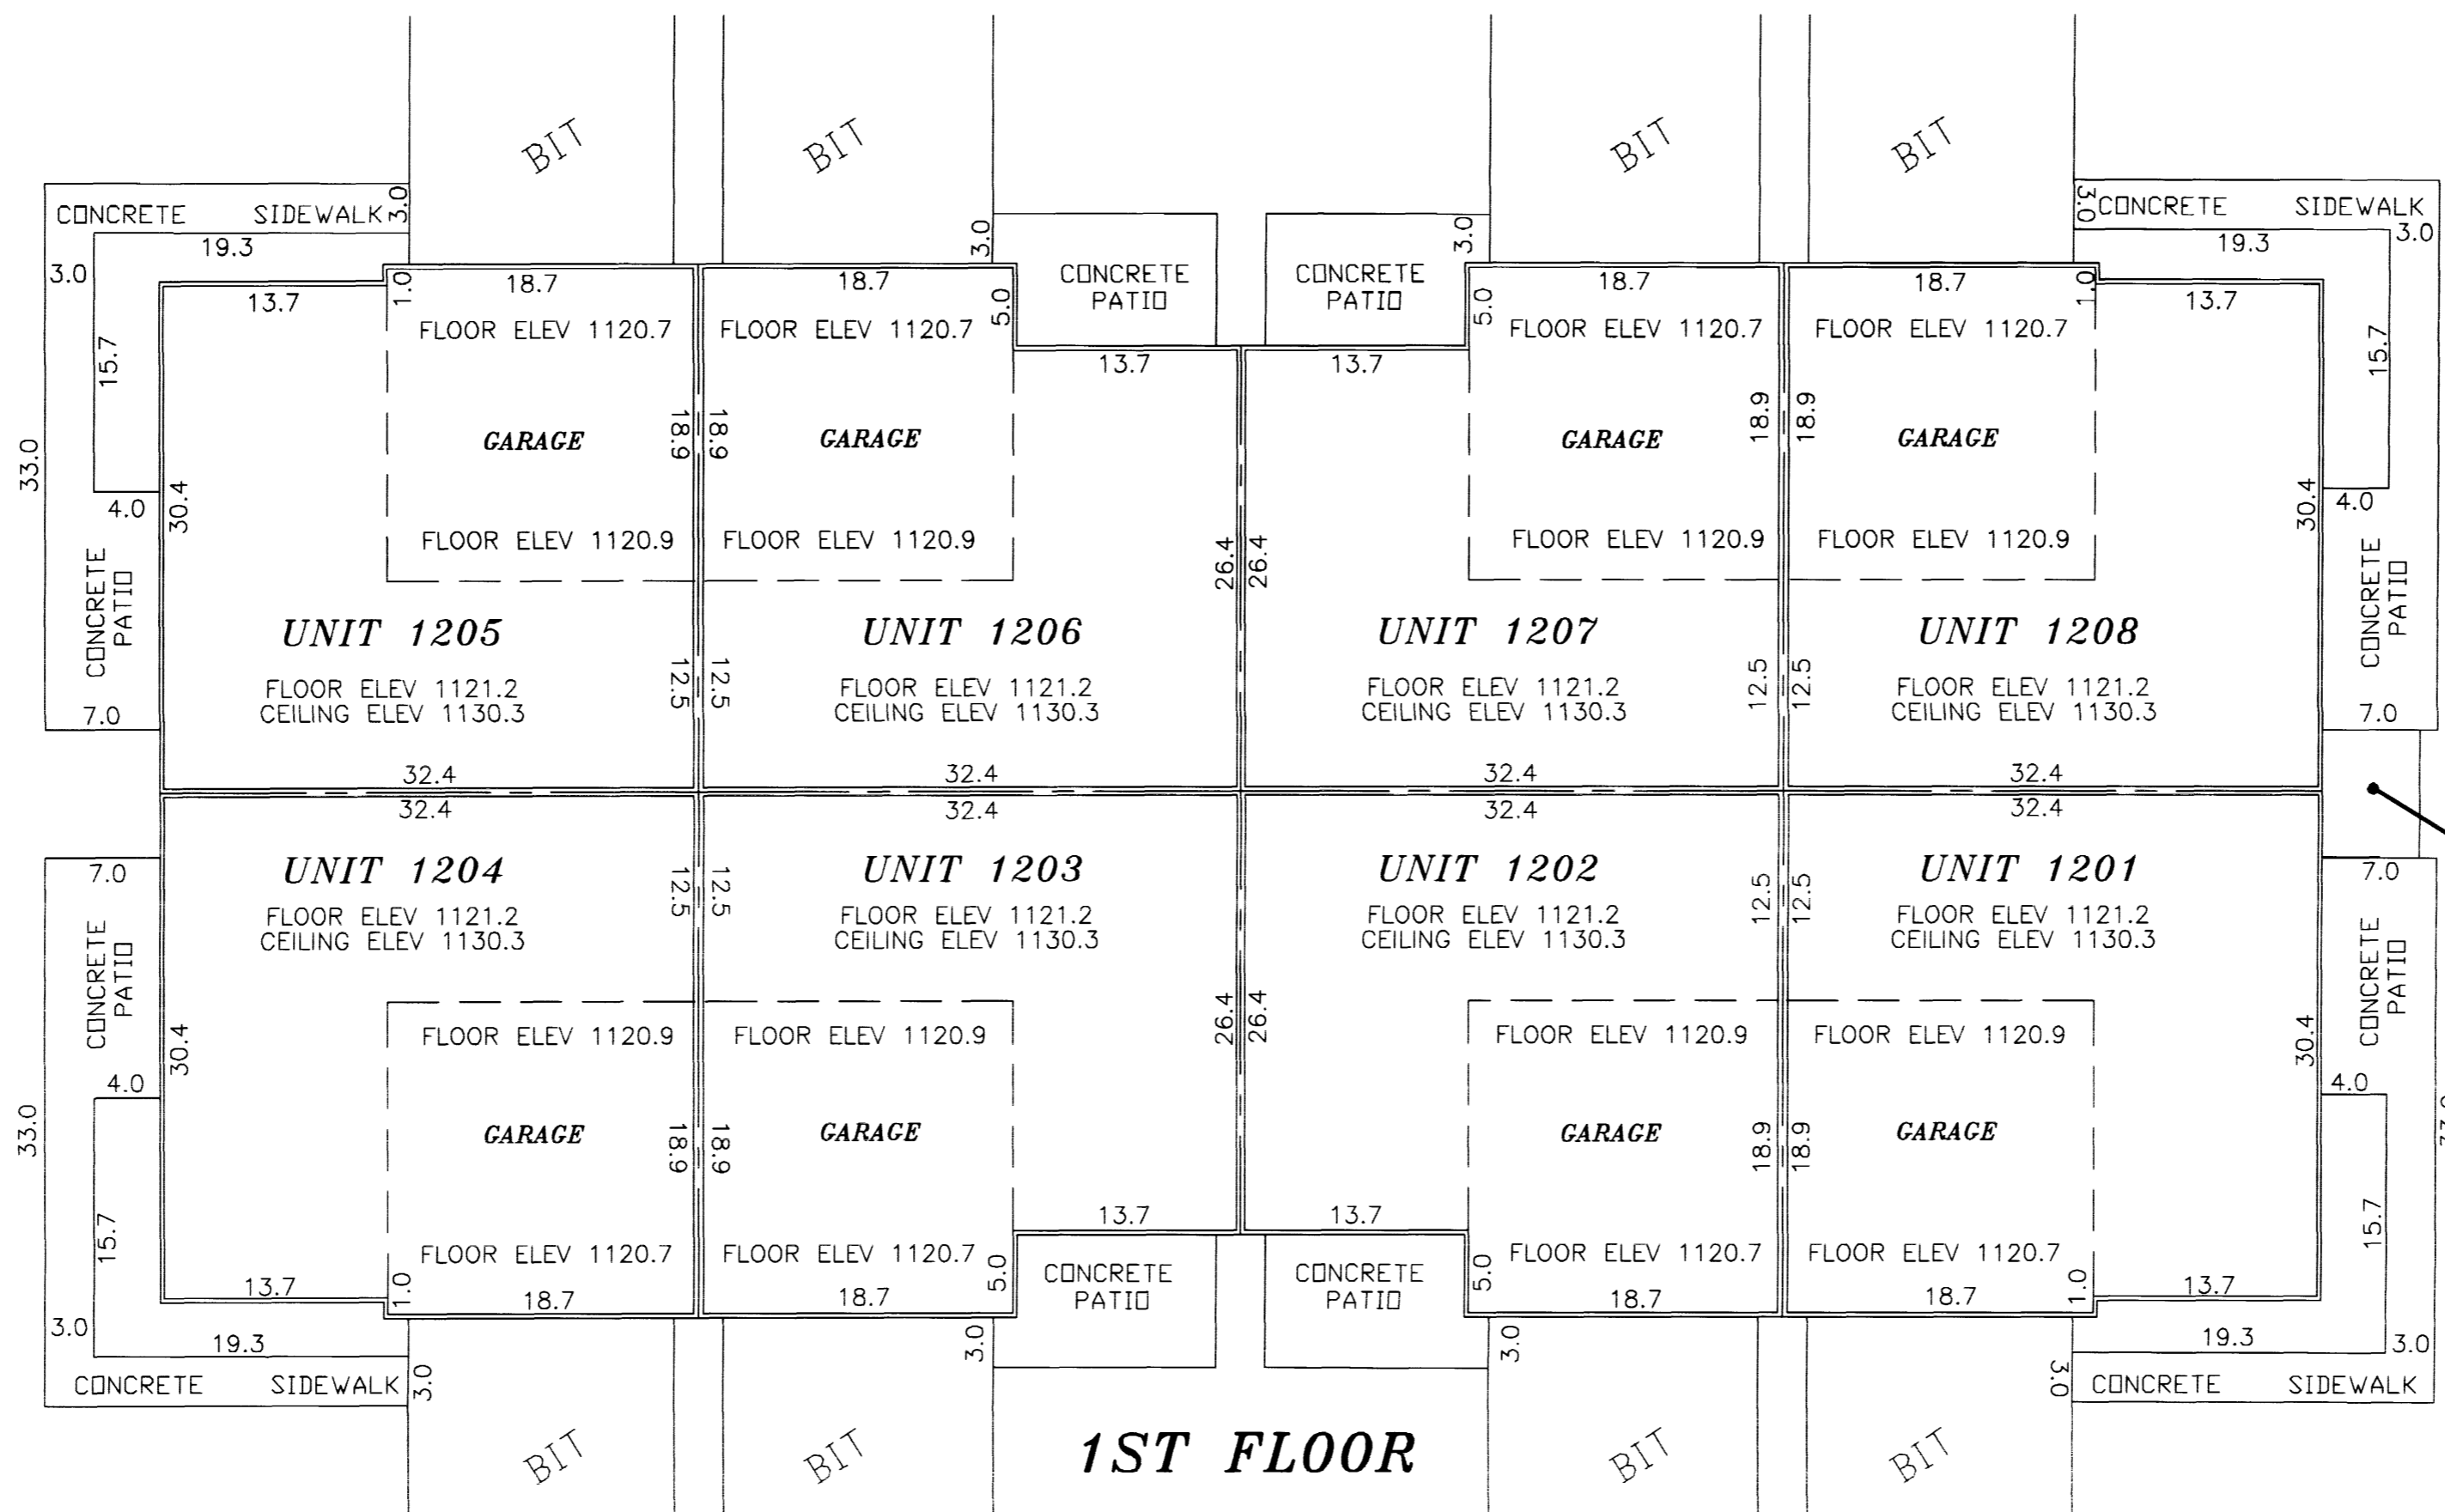 BIT
BIT
BIT
BIT
CONCRETE SIDEWALK
3.0
19.3
3.0
3.0
CONCRETE
PATIO
CONCRETE
PATIO
3.0
3.0
CONCRETE SIDEWALK
19.3
3.0
13.7
1.0
18.7
18.7
5.0
13.7
13.7
5.0
18.7
18.7
1.0
13.7
15.7
FLOOR ELEV 1120.7
FLOOR ELEV 1120.7
FLOOR ELEV 1120.7
FLOOR ELEV 1120.7
15.7
33.0
GARAGE
18.9
18.9
GARAGE
GARAGE
18.9
18.9
GARAGE
4.0
30.4
30.4
4.0
FLOOR ELEV 1120.9
FLOOR ELEV 1120.9
26.4
26.4
FLOOR ELEV 1120.9
FLOOR ELEV 1120.9
CONCRETE
PATIO
UNIT 1205
UNIT 1206
UNIT 1207
UNIT 1208
CONCRETE
PATIO
FLOOR ELEV 1121.2
CEILING ELEV 1130.3
12.5
12.5
FLOOR ELEV 1121.2
CEILING ELEV 1130.3
FLOOR ELEV 1121.2
CEILING ELEV 1130.3
12.5
12.5
FLOOR ELEV 1121.2
CEILING ELEV 1130.3
7.0
7.0
32.4
32.4
32.4
32.4
32.4
32.4
32.4
32.4
7.0
UNIT 1204
12.5
12.5
UNIT 1203
UNIT 1202
12.5
12.5
UNIT 1201
7.0
FLOOR ELEV 1121.2
CEILING ELEV 1130.3
FLOOR ELEV 1121.2
CEILING ELEV 1130.3
FLOOR ELEV 1121.2
CEILING ELEV 1130.3
FLOOR ELEV 1121.2
CEILING ELEV 1130.3
CONCRETE
PATIO
CONCRETE
PATIO
30.4
FLOOR ELEV 1120.9
FLOOR ELEV 1120.9
26.4
26.4
FLOOR ELEV 1120.9
FLOOR ELEV 1120.9
30.4
4.0
4.0
33.0
GARAGE
18.9
18.9
GARAGE
GARAGE
18.9
18.9
GARAGE
15.7
13.7
13.7
15.7
FLOOR ELEV 1120.7
FLOOR ELEV 1120.7
FLOOR ELEV 1120.7
FLOOR ELEV 1120.7
13.7
1.0
18.7
18.7
5.0
CONCRETE
PATIO
CONCRETE
PATIO
5.0
18.7
18.7
1.0
13.7
3.0
19.3
3.0
3.0
19.3
3.0
CONCRETE SIDEWALK
3.0
3.0
CONCRETE SIDEWALK
BIT
BIT
1ST FLOOR
BIT
BIT